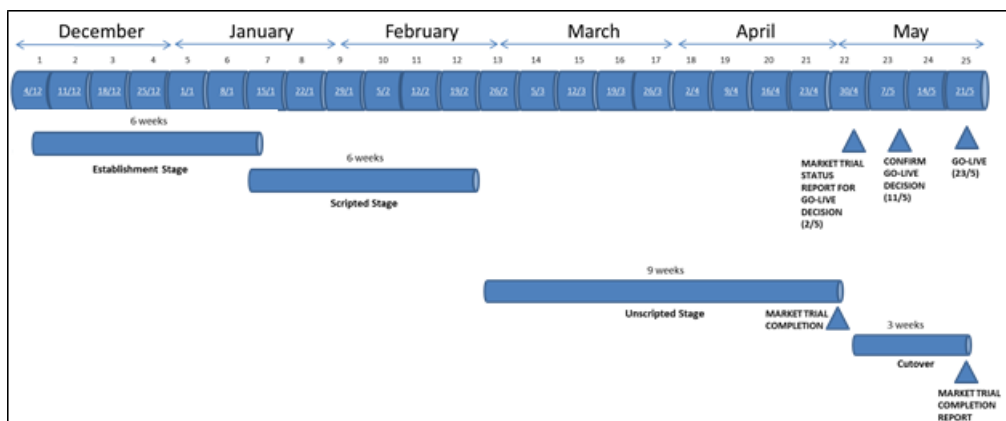 December January February March April May
1 2 3 4 5 6 7 8 9 10 11 12 13 14 15 16 17 18 19 20 21 22 23 24 25
4/12 11/12 18/12 25/12 1/1 8/1 15/1 22/1 29/1 5/2 12/2 19/2 26/2 5/3 12/3 19/3 26/3 2/4 9/4 16/4 23/4 30/4 7/5 14/5 21/5
6 weeks
Establishment Stage
6 weeks
Scripted Stage
MARKET TRIAL
STATUS
REPORT FOR
GO-LIVE
DECISION
(2/5)
CONFIRM
GO-LIVE
DECISION
(11/5)
GO-LIVE
(23/5)
9 weeks
Unscripted Stage
MARKET TRIAL
COMPLETION
3 weeks
Cutover
MARKET TRIAL
COMPLETION
REPORT